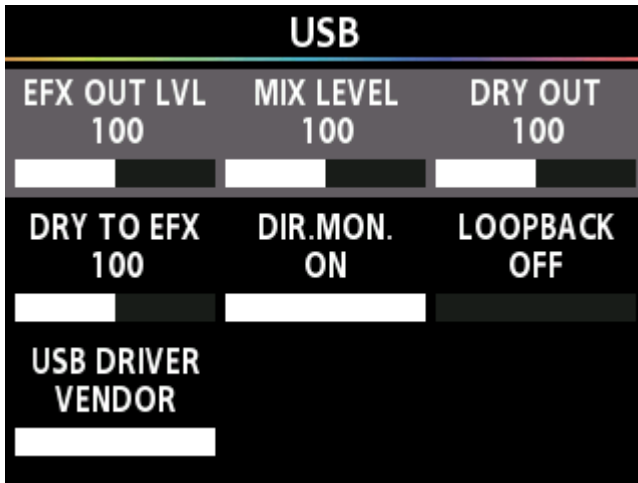 USB
EFX OUT LVL
100
MIX LEVEL
100
DRY OUT
100
DRY TO EFX
100
DIR.MON.
ON
LOOPBACK
OFF
USB DRIVER
VENDOR